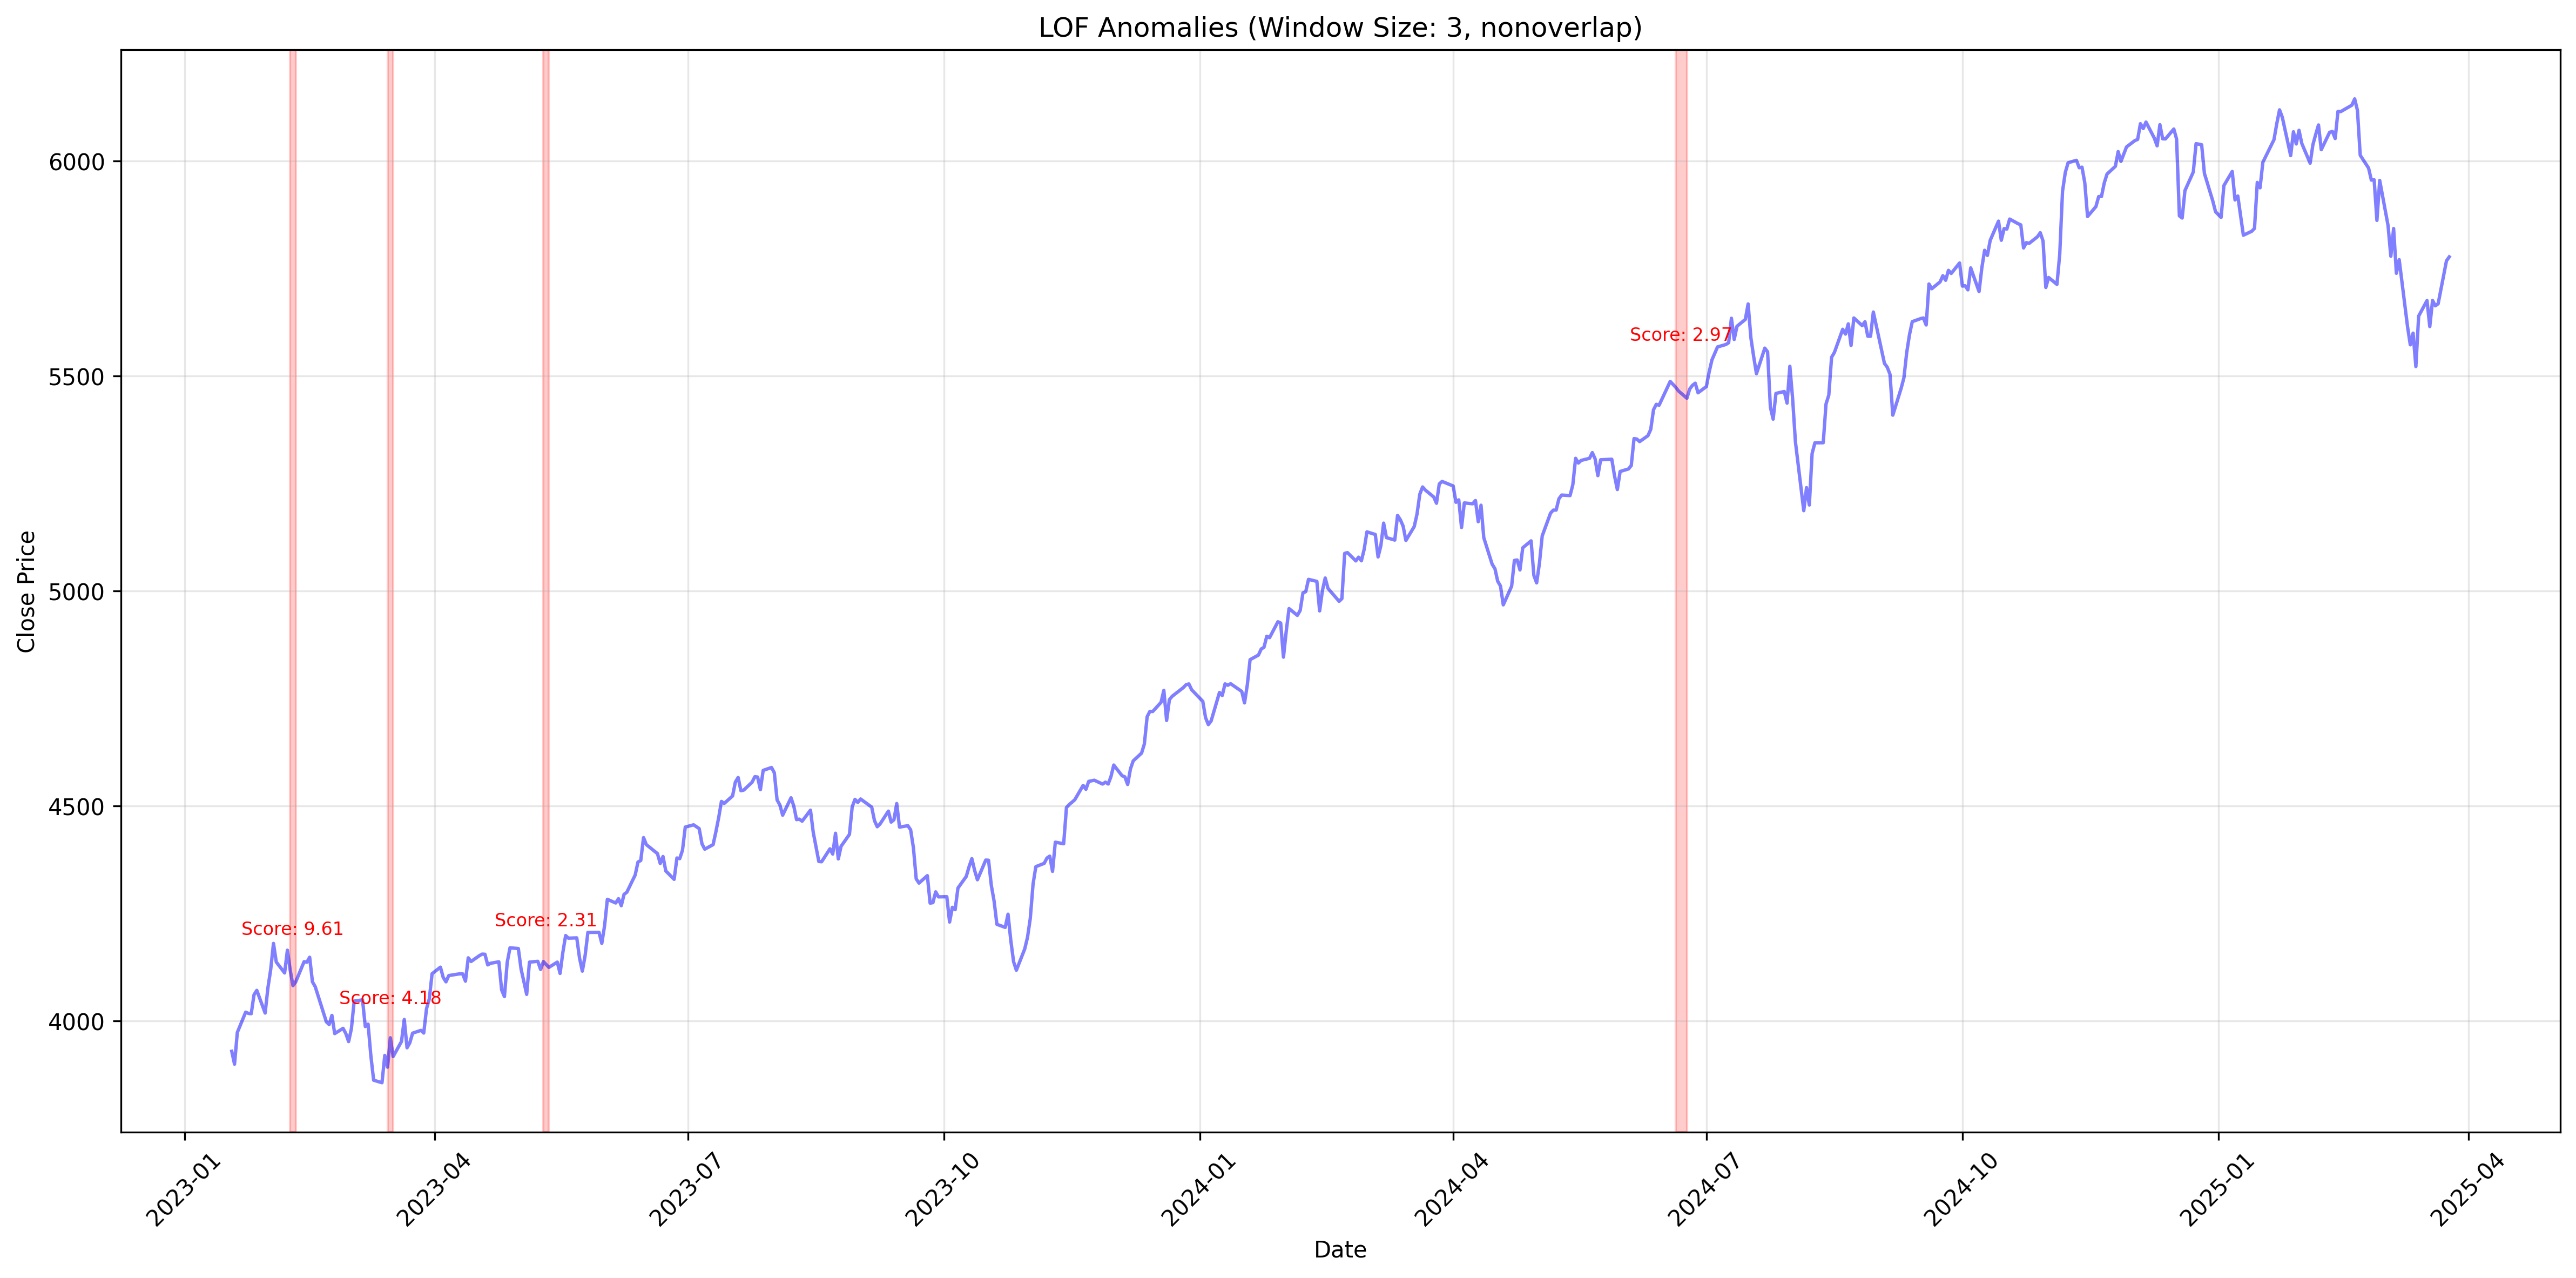 LOF Anomalies (Window Size: 3, nonoverlap)
Close Price
6000
5500
5000
4500
4000
Score: 9.61
Score: 4.18
Score: 2.31
Score: 2.97
2023-01
2023-04
2023-07
2023-10
2024-01
2024-04
2024-07
2024-10
2025-01
2025-04
Date